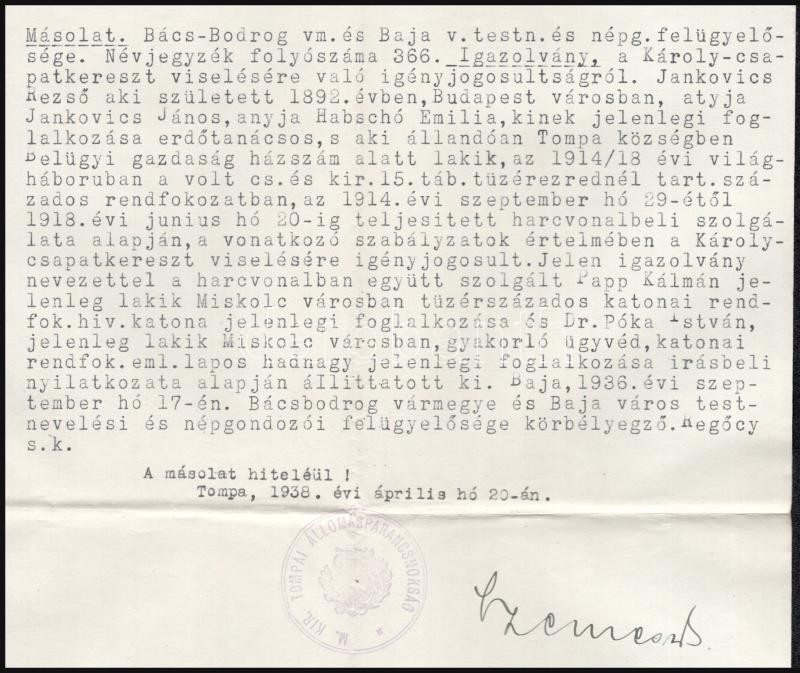 Másolat. Bács-Bodrog vm.és Baja v.testn.és népg.felügyelő-
sége. Névjegyzék folyószáma 366. Igazolvány, a Károly-csa-
patkereszt viselésére való igényjogosultságról. Jankovics
Rezső aki született 1892.évben,Budapest városban, atyja
Jankovics János,anyja Habschó Emilia,kinek jelenlegi fog-
lalkozása erdőtanácsos,s aki állandóan Tompa községben
Belügyi gazdaság házszám alatt lakik,az 1914/18 évi világ-
háboruban a volt cs.és kir.15.táb.tüzérezrednél tart.szá-
zados rendfokozatban,az 1914.évi szeptember hó 29-étől
1918.évi junius hó 20-ig teljesitett harcvonalbeli szolgá-
lata alapján,a vonatkozó szabályzatok értelmében a Károly-
csapatkereszt viselésére igényjogosult.Jelen igazolvány
nevezettel a harcvonalban együtt szolgált Papp Kálmán je-
lenleg lakik Miskolc városban tüzérszázados katonai rend-
fok.hiv.katona jelenlegi foglalkozása és Dr.Póka István,
jelenleg lakik Miskolc városban,gyakorló ügyvéd,katonai
rendfok.eml.lapos hadnagy jelenlegi foglalkozása irásbeli
nyilatkozata alapján állittatott ki. Baja,1936.évi szep-
tember hó 17-én. Bácsbodrog vármegye és Baja város test-
nevelési és népgondozói felügyelősége körbélyegző.Regőcy
s.k.
A másolat hiteléül !
Tompa, 1938. évi április hó 20-án.
M. KIR. TOMPAI ÁLLOMÁSPARANCSNOKSÁG